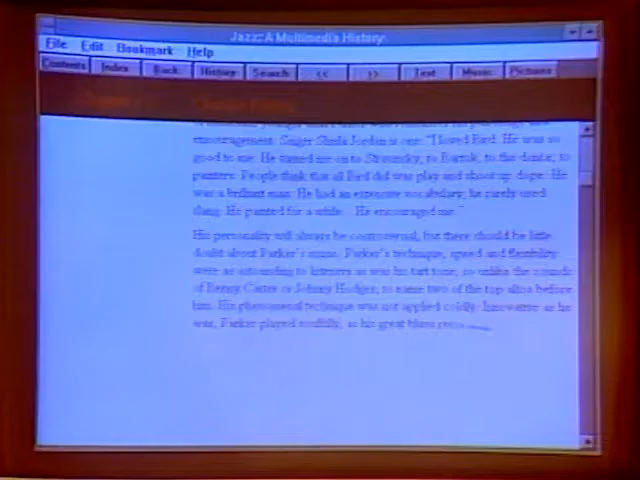 Jazz: A Multimedia History
File Edit Bookmark Help
Contents Index Back History Search << >> Text Music Pictures
encouragement. Singer Sheila Jordan is one: "I loved Bird. He was so
good to me. He turned me on to Stravinsky, to Bartok, to the dance, to
painters. People think that all Bird did was play and shoot up dope. He
was a brilliant man. He had an extensive vocabulary, he rarely used
slang. He painted for a while. He encouraged me."
His personality will always be controversial, but there should be little
doubt about Parker's music. Parker's technique, speed and flexibility
were as astounding to listeners as was his tart tone, so unlike the sounds
of Benny Carter or Johnny Hodges, to name two of the top altos before
him. His phenomenal technique was not applied coldly. Innovative as he
was, Parker played soulfully, as his great blues